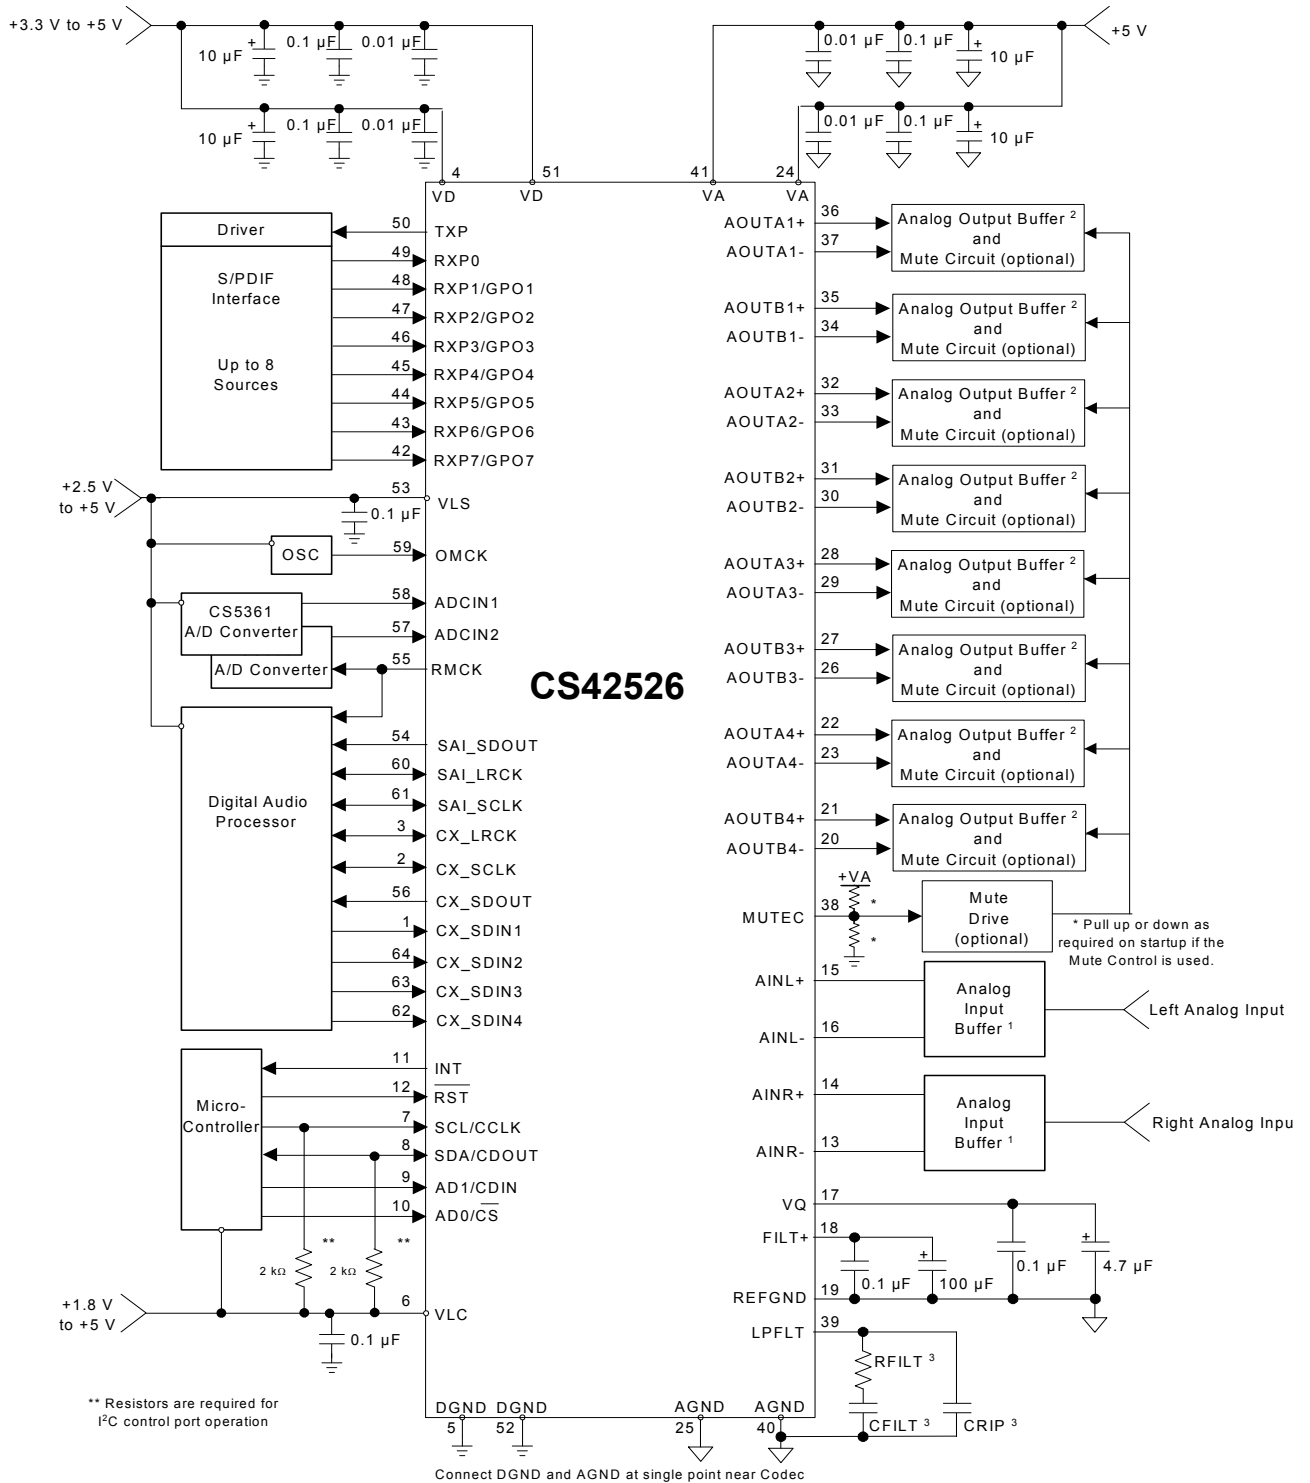 +3.3 V to +5 V
10 µF
+
0.1 µF
0.01 µF
10 µF
+
0.1 µF
0.01 µF
0.01 µF
0.1 µF
+
10 µF
+5 V
0.01 µF
0.1 µF
+
10 µF
4
51
41
24
VD
VD
VA
VA
Driver
S/PDIF
Interface
Up to 8
Sources
50
TXP
49
RXP0
48
RXP1/GPO1
47
RXP2/GPO2
46
RXP3/GPO3
45
RXP4/GPO4
44
RXP5/GPO5
43
RXP6/GPO6
42
RXP7/GPO7
+2.5 V
to +5 V
53
VLS
0.1 µF
OSC
59
OMCK
CS5361
A/D Converter
58
ADCIN1
57
ADCIN2
A/D Converter
55
RMCK
CS42526
Digital Audio
Processor
54
SAI_SDOUT
60
SAI_LRCK
61
SAI_SCLK
3
CX_LRCK
2
CX_SCLK
56
CX_SDOUT
1
CX_SDIN1
64
CX_SDIN2
63
CX_SDIN3
62
CX_SDIN4
Micro-
Controller
11
INT
12
RST
7
SCL/CCLK
8
SDA/CDOUT
9
AD1/CDIN
10
AD0/CS
**
2 kΩ
**
2 kΩ
+1.8 V
to +5 V
6
VLC
0.1 µF
** Resistors are required for
I²C control port operation
AOUTA1+
36
AOUTA1-
37
Analog Output Buffer ²
and
Mute Circuit (optional)
AOUTB1+
35
AOUTB1-
34
Analog Output Buffer ²
and
Mute Circuit (optional)
AOUTA2+
32
AOUTA2-
33
Analog Output Buffer ²
and
Mute Circuit (optional)
AOUTB2+
31
AOUTB2-
30
Analog Output Buffer ²
and
Mute Circuit (optional)
AOUTA3+
28
AOUTA3-
29
Analog Output Buffer ²
and
Mute Circuit (optional)
AOUTB3+
27
AOUTB3-
26
Analog Output Buffer ²
and
Mute Circuit (optional)
AOUTA4+
22
AOUTA4-
23
Analog Output Buffer ²
and
Mute Circuit (optional)
AOUTB4+
21
AOUTB4-
20
Analog Output Buffer ²
and
Mute Circuit (optional)
+VA
*
MUTEC
38
*
Mute
Drive
(optional)
* Pull up or down as
required on startup if the
Mute Control is used.
AINL+
15
AINL-
16
Analog
Input
Buffer ¹
Left Analog Input
AINR+
14
AINR-
13
Analog
Input
Buffer ¹
Right Analog Inpu
VQ
17
FILT+
18
0.1 µF
+
100 µF
0.1 µF
+
4.7 µF
REFGND
19
LPFLT
39
RFILT ³
CFILT ³
CRIP ³
DGND
DGND
AGND
AGND
5
52
25
40
Connect DGND and AGND at single point near Codec